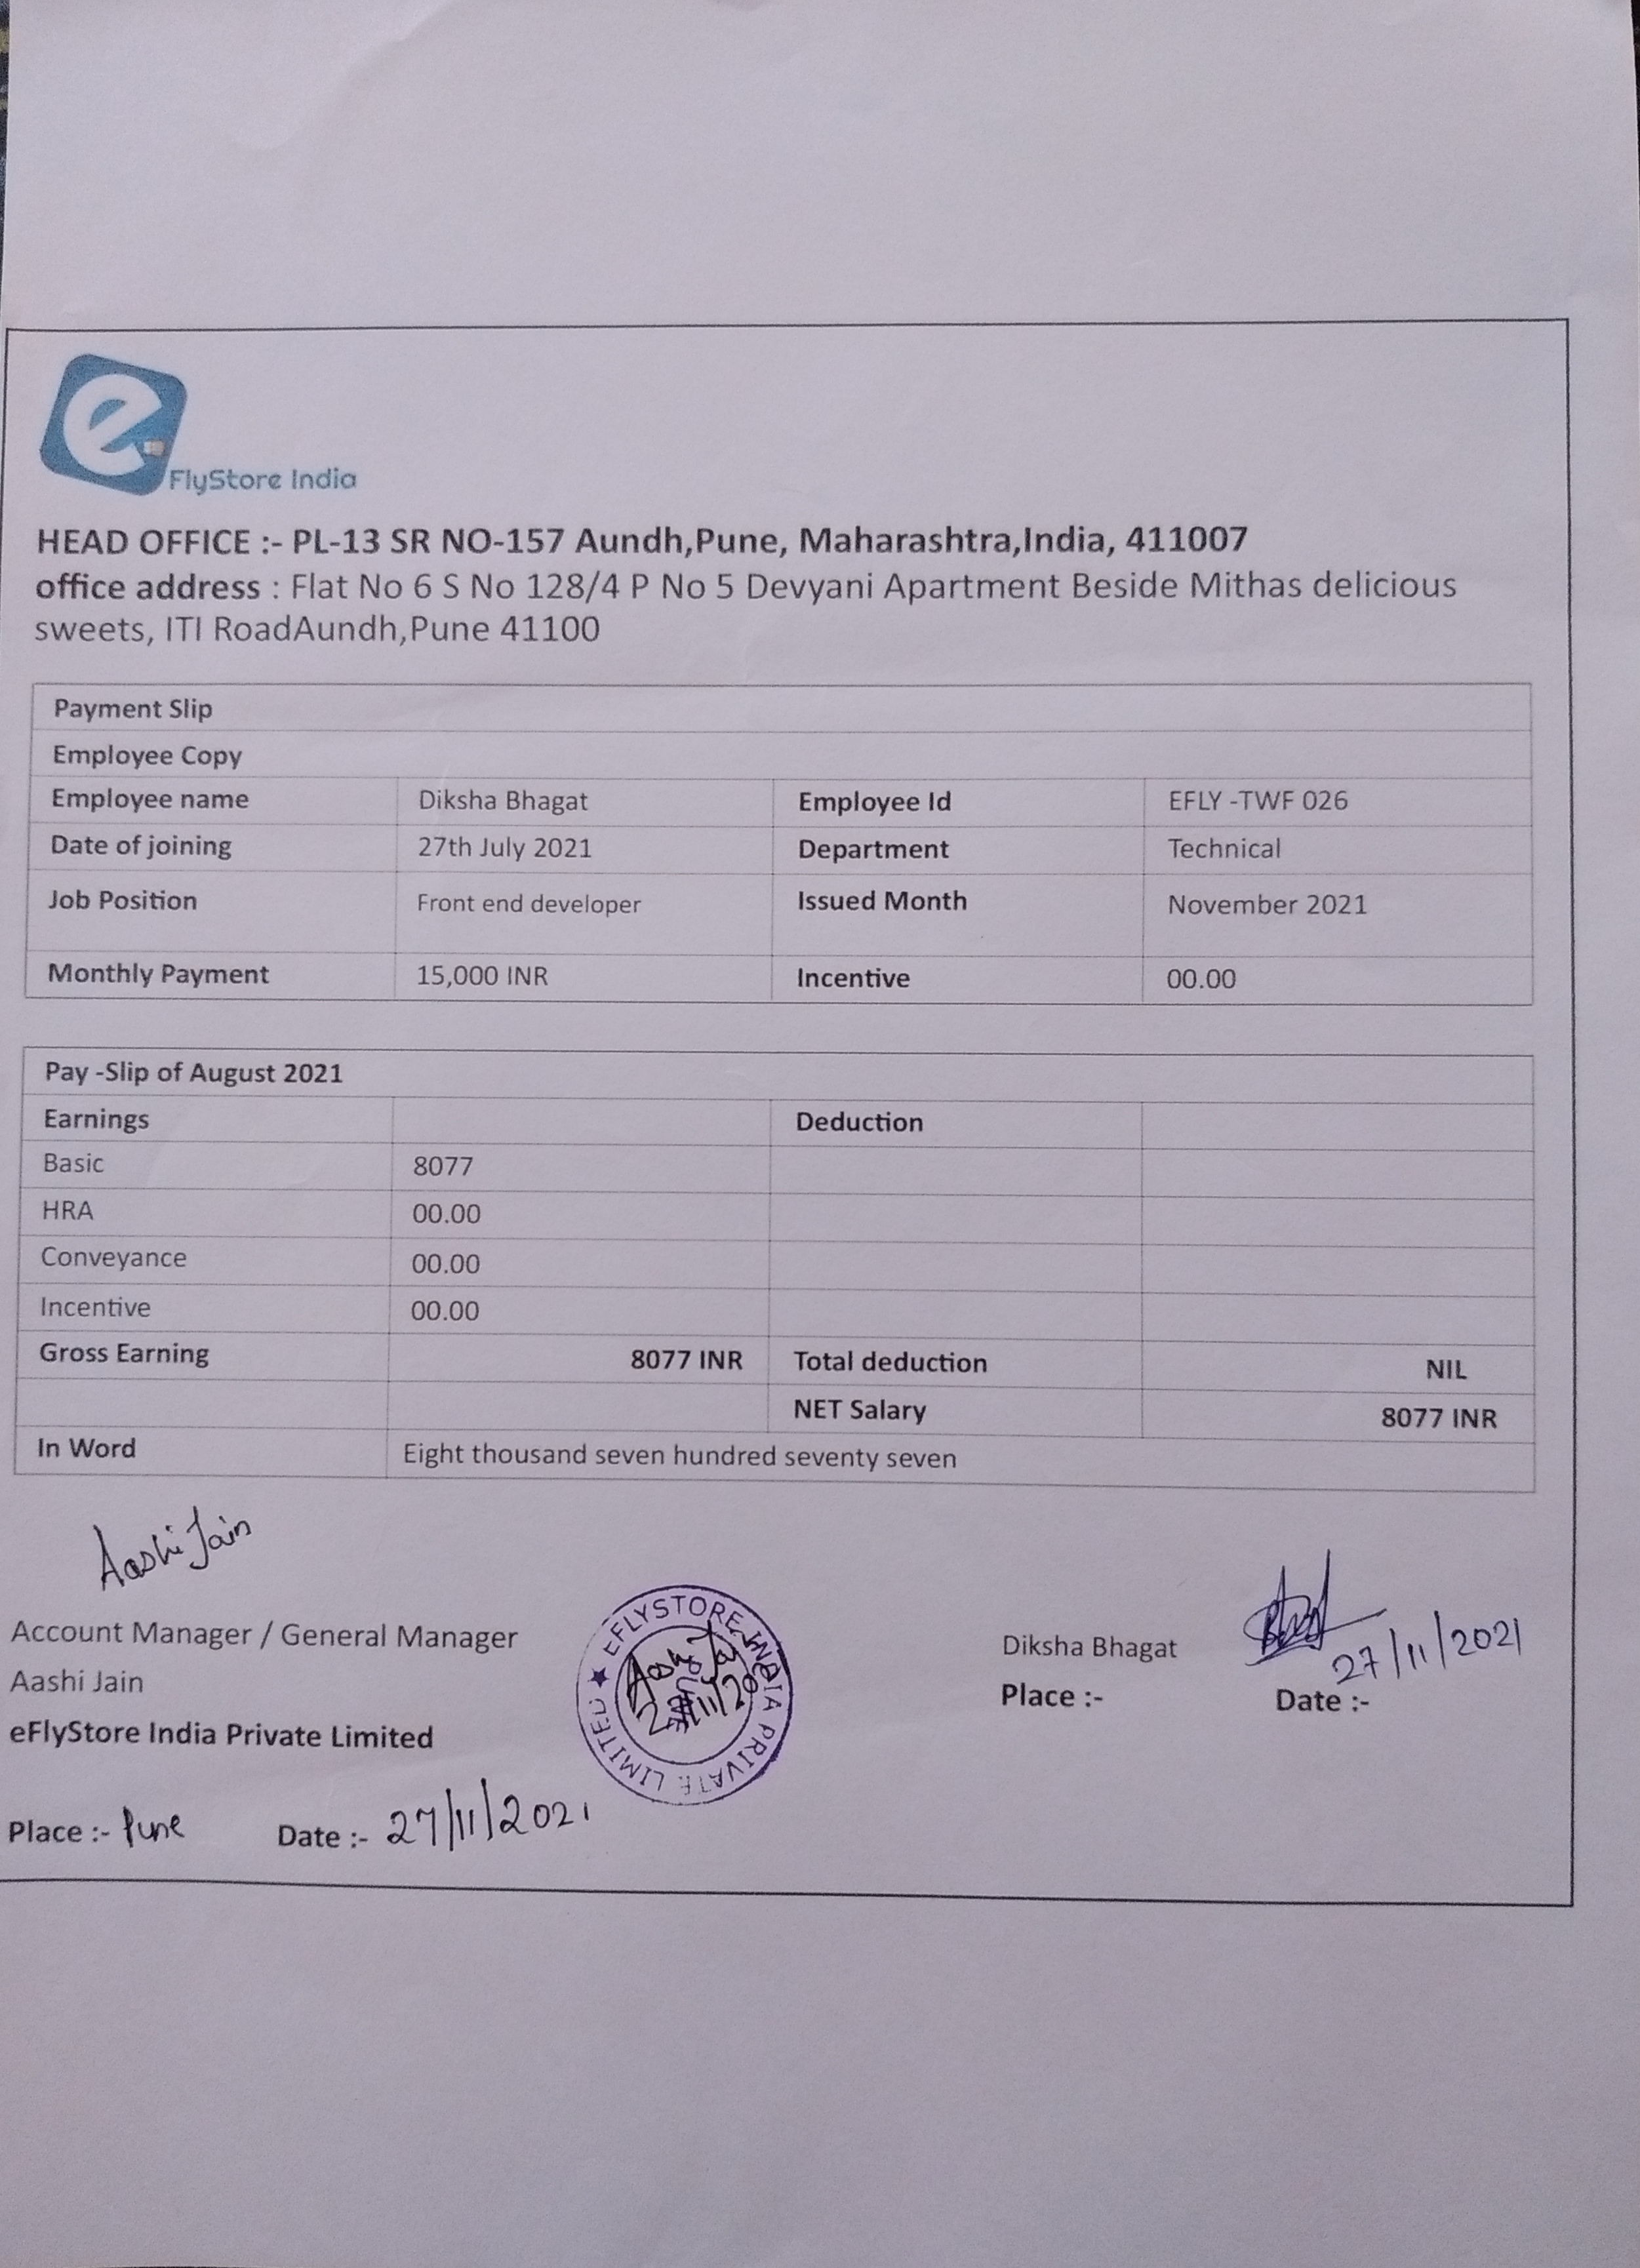 e
FlyStore India
HEAD OFFICE :- PL-13 SR NO-157 Aundh,Pune, Maharashtra,India, 411007
office address : Flat No 6 S No 128/4 P No 5 Devyani Apartment Beside Mithas delicious
sweets, ITI RoadAundh,Pune 41100
Payment Slip
Employee Copy
Employee name Diksha Bhagat Employee Id EFLY -TWF 026
Date of joining 27th July 2021 Department Technical
Job Position Front end developer Issued Month November 2021
Monthly Payment 15,000 INR Incentive 00.00
Pay -Slip of August 2021
Earnings Deduction
Basic 8077
HRA 00.00
Conveyance 00.00
Incentive 00.00
Gross Earning 8077 INR Total deduction NIL
NET Salary 8077 INR
In Word Eight thousand seven hundred seventy seven
Aashi Jain
Account Manager / General Manager
Aashi Jain
eFlyStore India Private Limited
Place :- Pune Date :- 27/11/2021
EFLYSTORE INDIA PRIVATE LIMITED
Aashi Jain
Diksha Bhagat
27/11/2021
Place :- Date :-